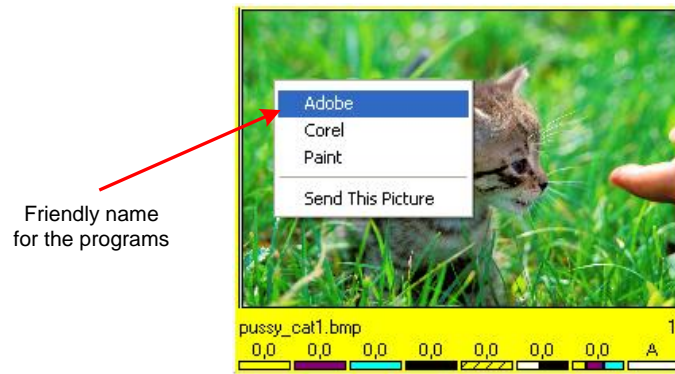 Adobe
Corel
Paint
Send This Picture
Friendly name
for the programs
pussy_cat1.bmp 1
0,0 0,0 0,0 0,0 0,0 0,0 0,0 A